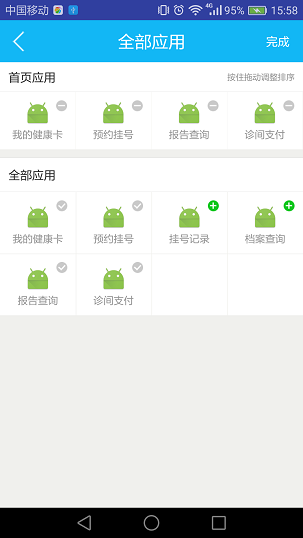 中国移动 4G 95% 15:58
全部应用 完成
首页应用 按住拖动调整排序
我的健康卡 预约挂号 报告查询 诊间支付
全部应用
我的健康卡 预约挂号 挂号记录 档案查询
报告查询 诊间支付